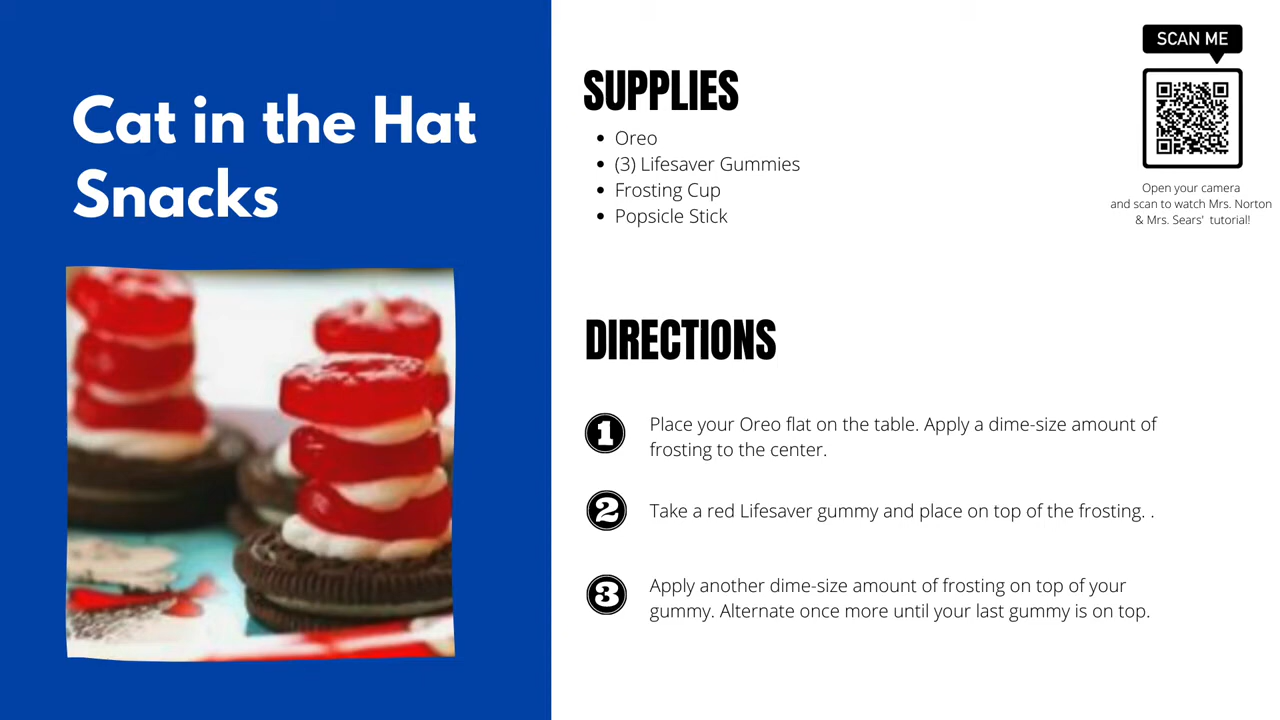 Cat in the Hat
Snacks
SUPPLIES
• Oreo
• (3) Lifesaver Gummies
• Frosting Cup
• Popsicle Stick
SCAN ME
Open your camera
and scan to watch Mrs. Norton
& Mrs. Sears' tutorial!
DIRECTIONS
1 Place your Oreo flat on the table. Apply a dime-size amount of
frosting to the center.
2 Take a red Lifesaver gummy and place on top of the frosting. .
3 Apply another dime-size amount of frosting on top of your
gummy. Alternate once more until your last gummy is on top.